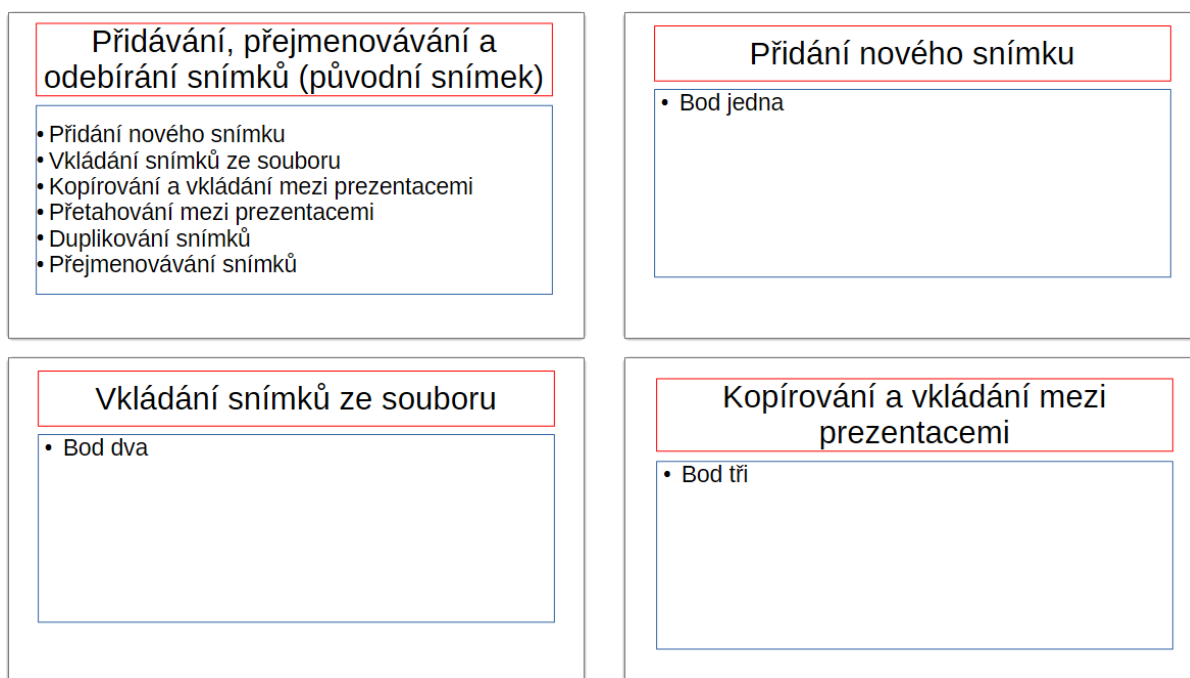 Přidávání, přejmenovávání a
odebírání snímků (původní snímek)
• Přidání nového snímku
• Vkládání snímků ze souboru
• Kopírování a vkládání mezi prezentacemi
• Přetahování mezi prezentacemi
• Duplikování snímků
• Přejmenovávání snímků
Přidání nového snímku
• Bod jedna
Vkládání snímků ze souboru
• Bod dva
Kopírování a vkládání mezi
prezentacemi
• Bod tři